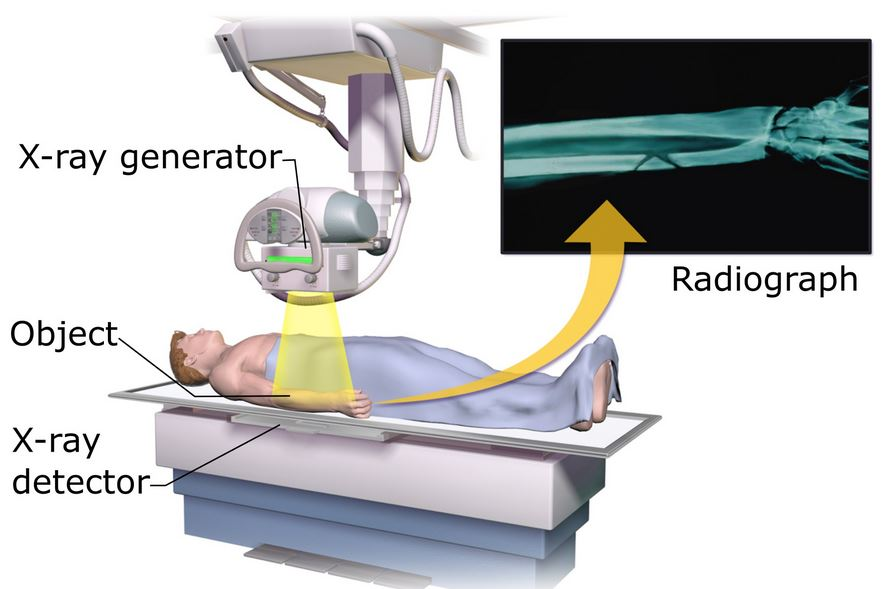 X-ray generator
Radiograph
Object
X-ray
detector